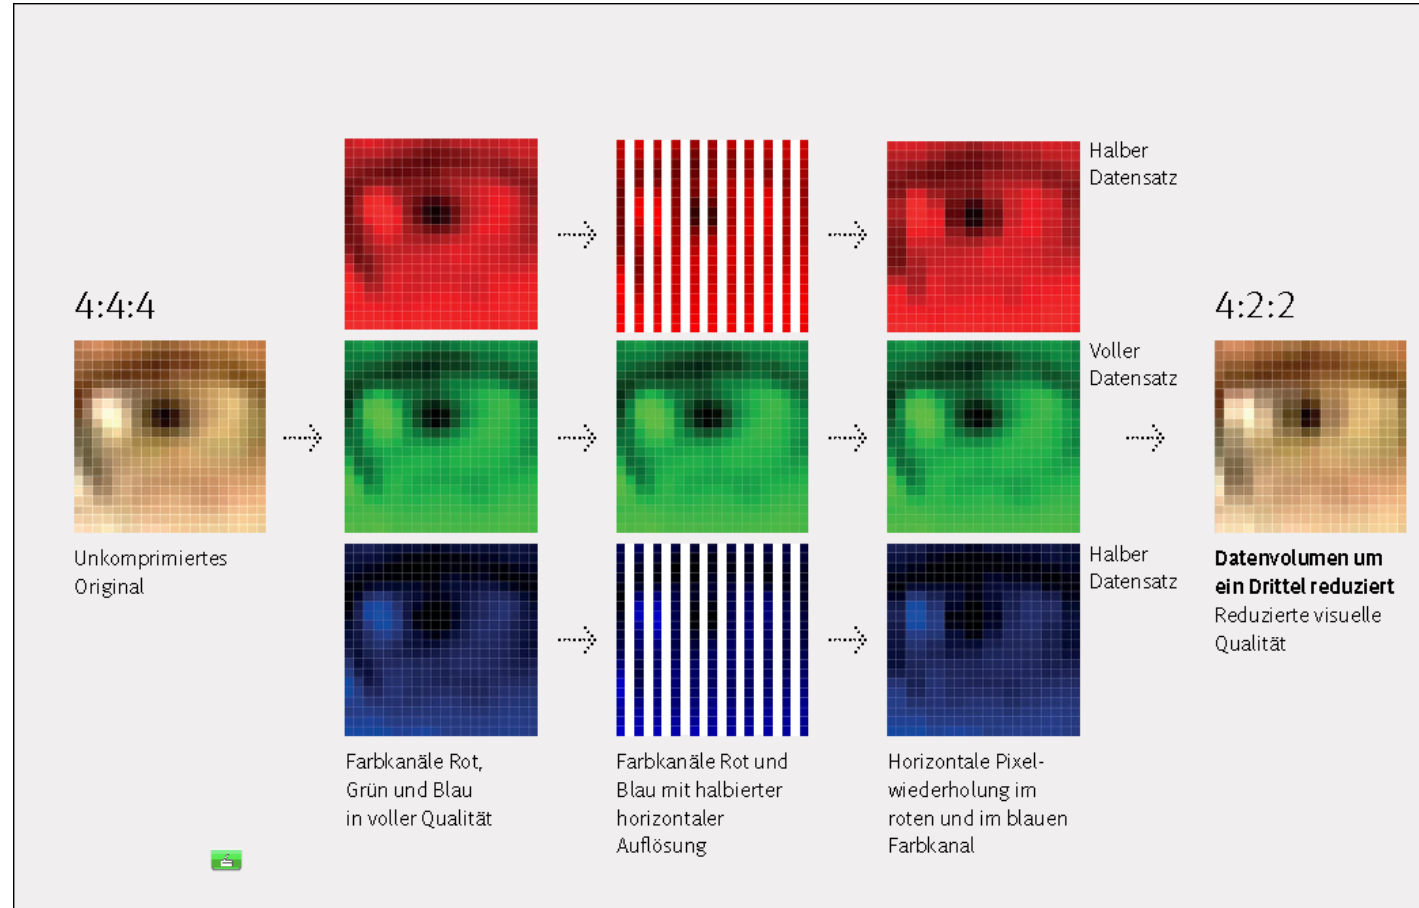 4:4:4
Unkomprimiertes
Original
Farbkanäle Rot,
Grün und Blau
in voller Qualität
Farbkanäle Rot und
Blau mit halbierter
horizontaler
Auflösung
Horizontale Pixel-
wiederholung im
roten und im blauen
Farbkanal
Halber
Datensatz
Voller
Datensatz
Halber
Datensatz
4:2:2
Datenvolumen um
ein Drittel reduziert
Reduzierte visuelle
Qualität